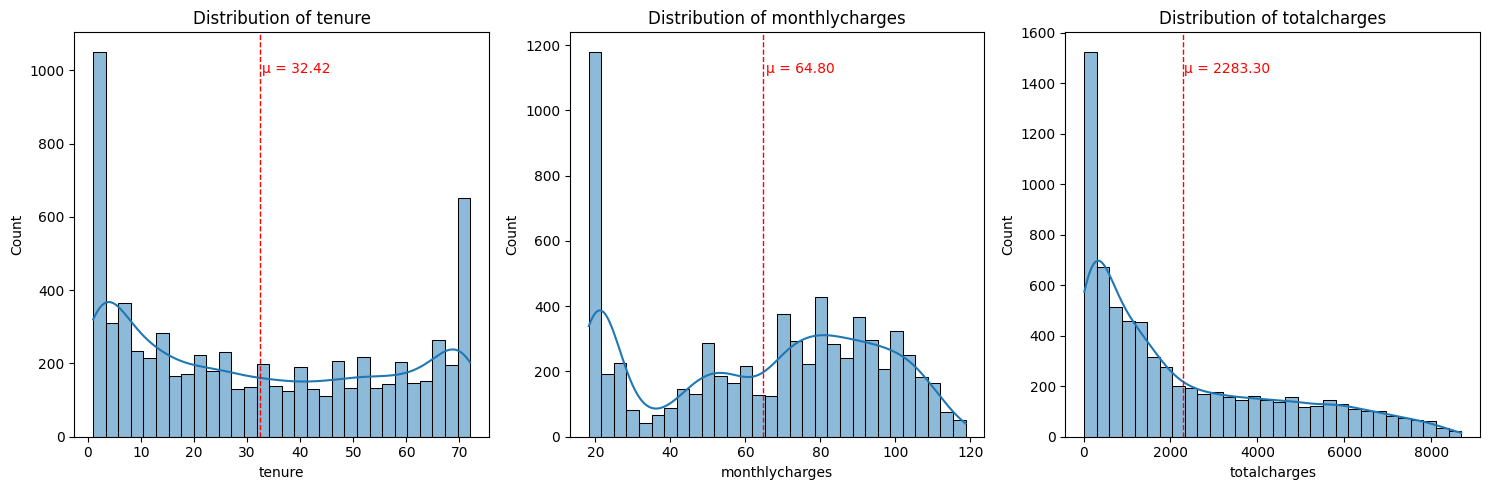 Distribution of tenure
Count
1000
800
600
400
200
0
μ = 32.42
0 10 20 30 40 50 60 70
tenure
Distribution of monthlycharges
Count
1200
1000
800
600
400
200
0
μ = 64.80
20 40 60 80 100 120
monthlycharges
Distribution of totalcharges
Count
1600
1400
1200
1000
800
600
400
200
0
μ = 2283.30
0 2000 4000 6000 8000
totalcharges